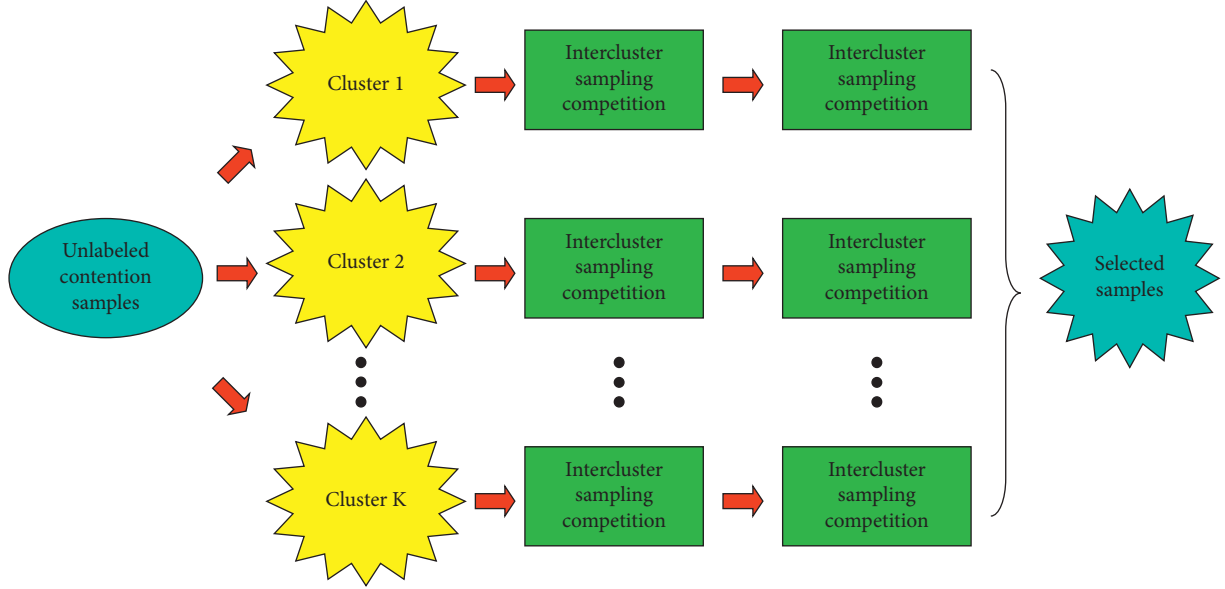 Cluster 1
Intercluster
sampling
competition
Intercluster
sampling
competition
Unlabeled
contention
samples
Cluster 2
Intercluster
sampling
competition
Intercluster
sampling
competition
Selected
samples
Cluster K
Intercluster
sampling
competition
Intercluster
sampling
competition